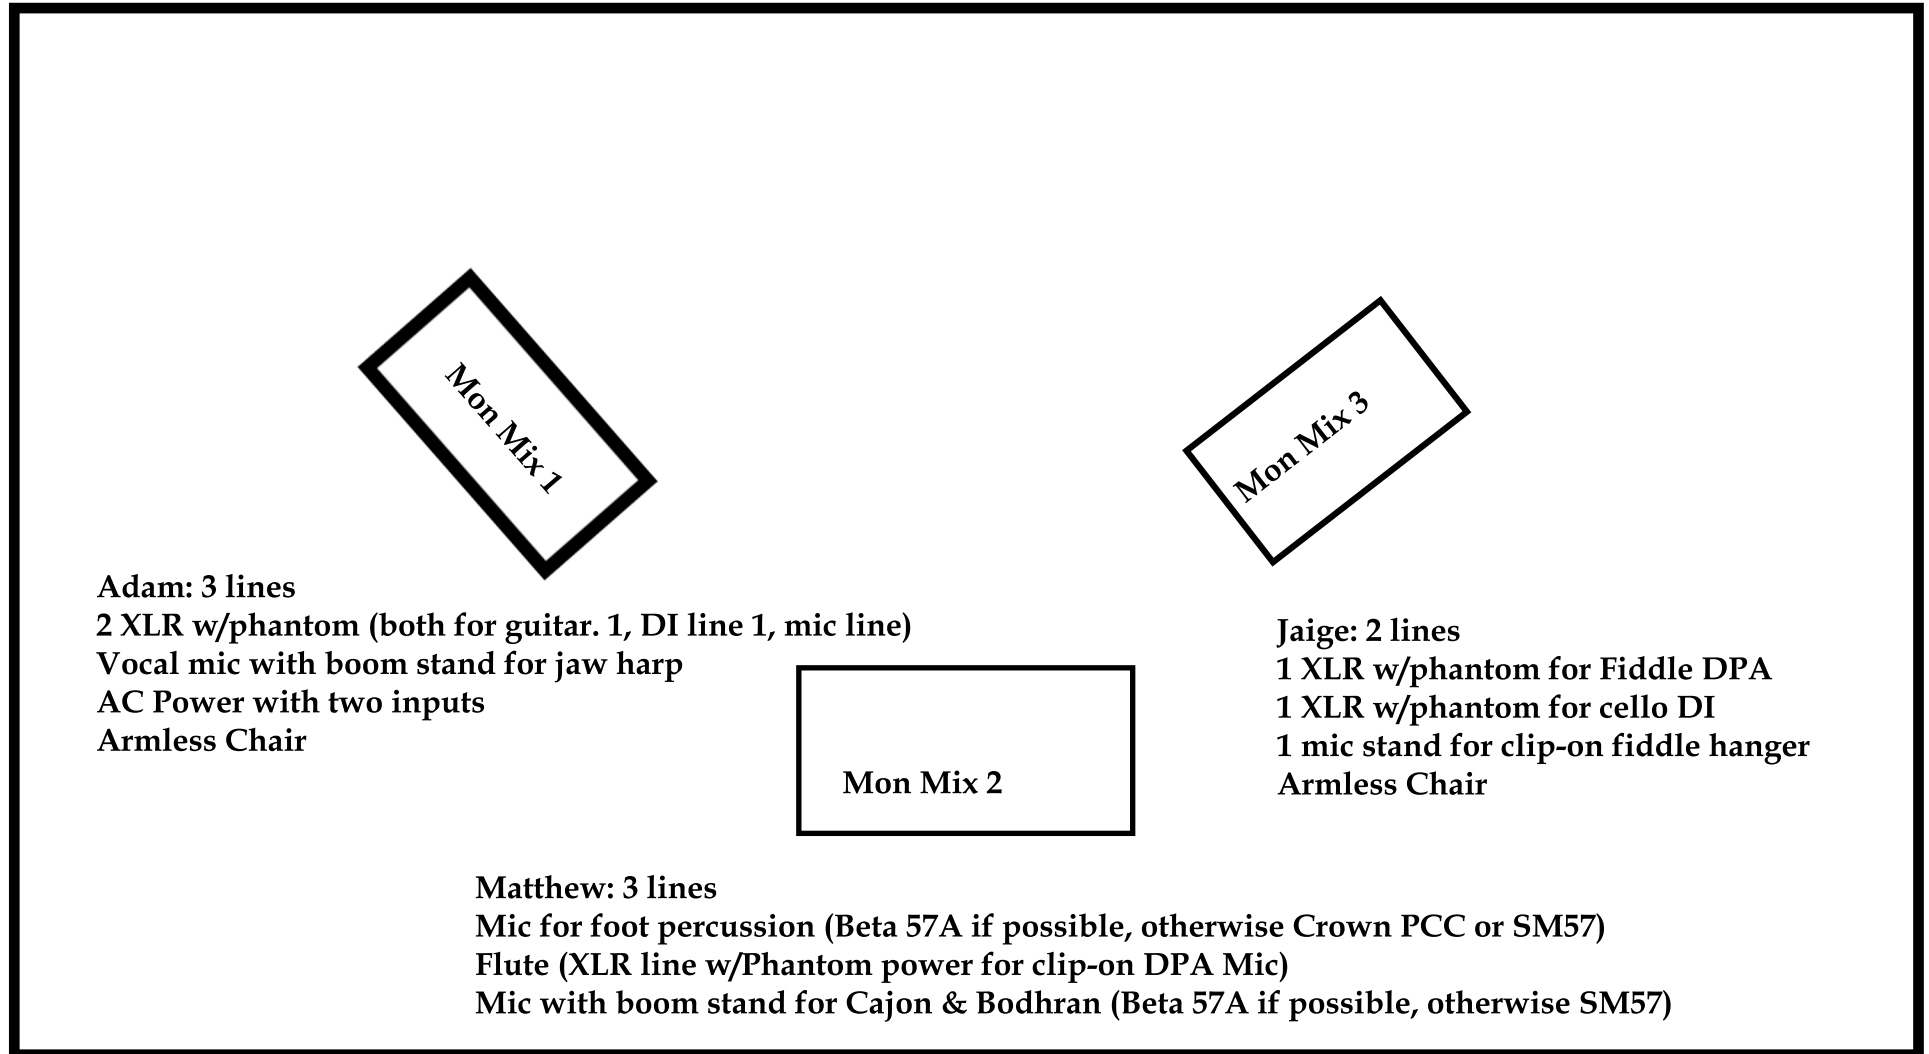 Mon Mix 1
Mon Mix 3
Adam: 3 lines
2 XLR w/phantom (both for guitar. 1, DI line 1, mic line)
Vocal mic with boom stand for jaw harp
AC Power with two inputs
Armless Chair
Jaige: 2 lines
1 XLR w/phantom for Fiddle DPA
1 XLR w/phantom for cello DI
1 mic stand for clip-on fiddle hanger
Armless Chair
Mon Mix 2
Matthew: 3 lines
Mic for foot percussion (Beta 57A if possible, otherwise Crown PCC or SM57)
Flute (XLR line w/Phantom power for clip-on DPA Mic)
Mic with boom stand for Cajon & Bodhran (Beta 57A if possible, otherwise SM57)